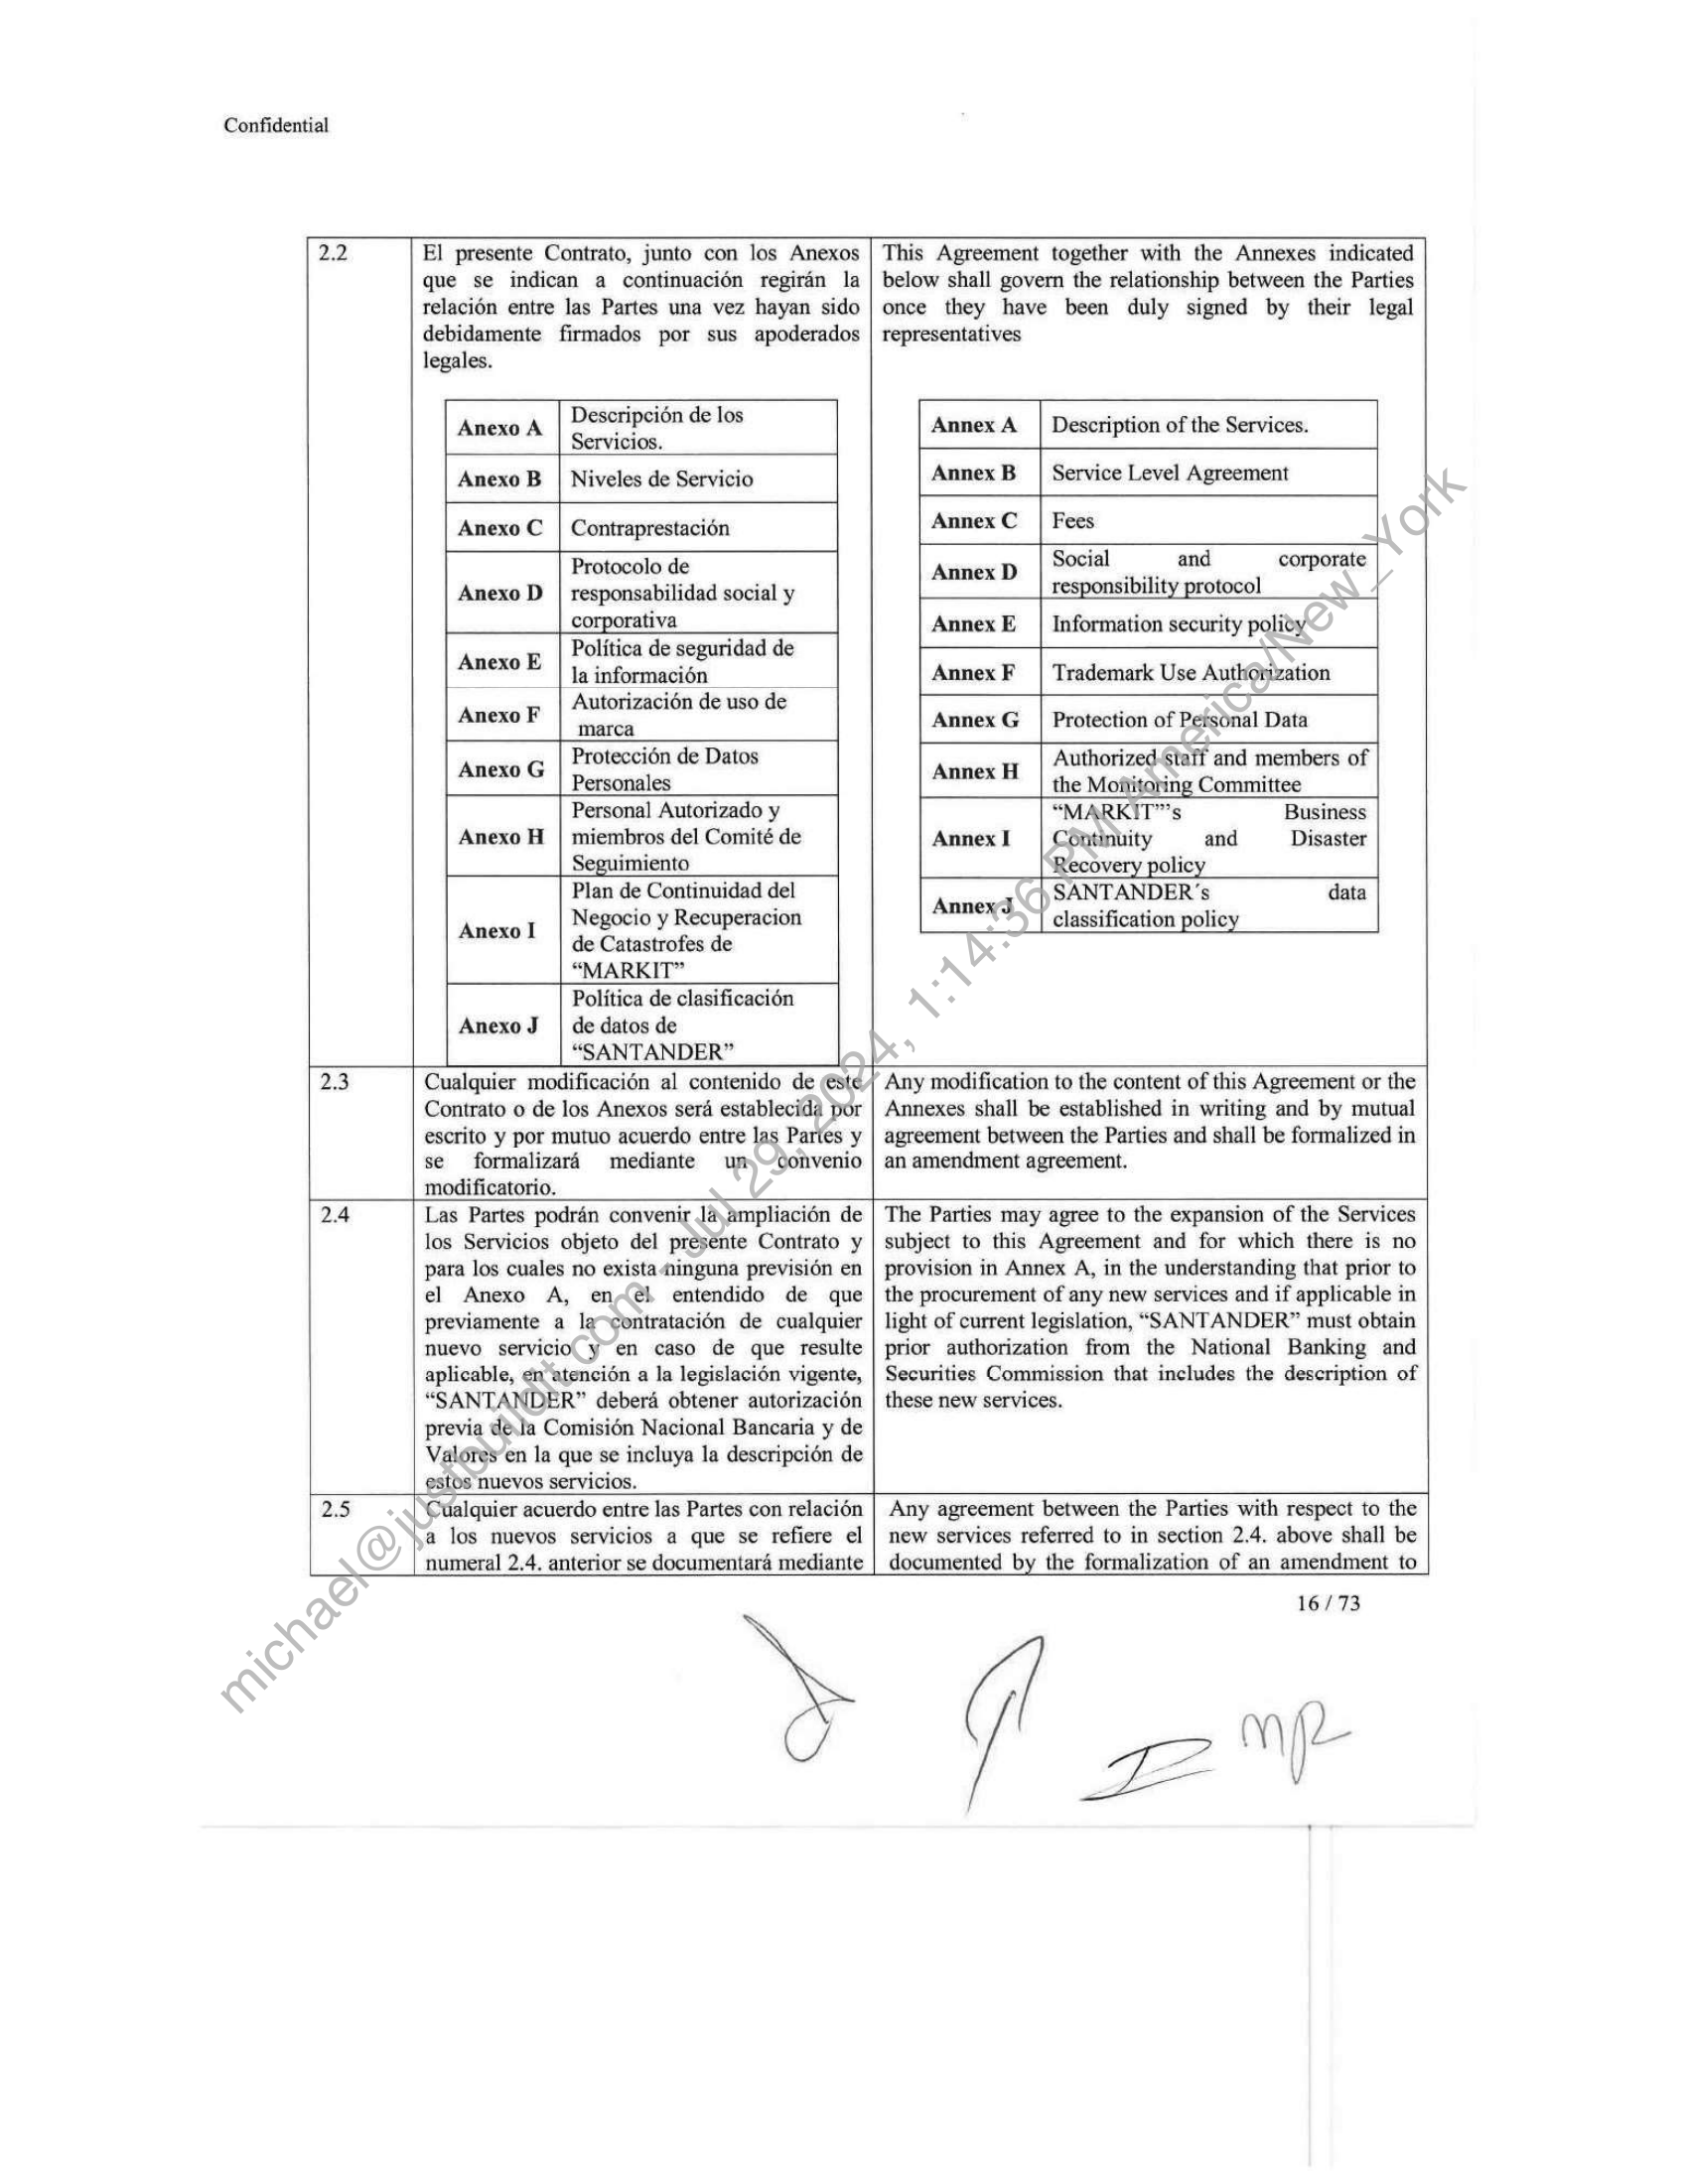 Confidential
2.2
El presente Contrato, junto con los Anexos
que se indican a continuación regirán la
relación entre las Partes una vez hayan sido
debidamente firmados por sus apoderados
legales.
Anexo A
Descripción de los
Servicios.
Anexo B
Niveles de Servicio
Anexo C
Contraprestación
Anexo D
Protocolo de
responsabilidad social y
corporativa
Anexo E
Política de seguridad de
la información
Anexo F
Autorización de uso de
marca
Anexo G
Protección de Datos
Personales
Anexo H
Personal Autorizado y
miembros del Comité de
Seguimiento
Anexo I
Plan de Continuidad del
Negocio y Recuperacion
de Catastrofes de
“MARKIT”
Anexo J
Política de clasificación
de datos de
“SANTANDER”
This Agreement together with the Annexes indicated
below shall govern the relationship between the Parties
once they have been duly signed by their legal
representatives
Annex A
Description of the Services.
Annex B
Service Level Agreement
Annex C
Fees
Annex D
Social and corporate
responsibility protocol
Annex E
Information security policy
Annex F
Trademark Use Authorization
Annex G
Protection of Personal Data
Annex H
Authorized staff and members of
the Monitoring Committee
Annex I
“MARKIT”'s Business
Continuity and Disaster
Recovery policy
Annex J
SANTANDER´s data
classification policy
2.3
Cualquier modificación al contenido de este
Contrato o de los Anexos será establecida por
escrito y por mutuo acuerdo entre las Partes y
se formalizará mediante un convenio
modificatorio.
Any modification to the content of this Agreement or the
Annexes shall be established in writing and by mutual
agreement between the Parties and shall be formalized in
an amendment agreement.
2.4
Las Partes podrán convenir la ampliación de
los Servicios objeto del presente Contrato y
para los cuales no exista ninguna previsión en
el Anexo A, en el entendido de que
previamente a la contratación de cualquier
nuevo servicio y en caso de que resulte
aplicable, en atención a la legislación vigente,
“SANTANDER” deberá obtener autorización
previa de la Comisión Nacional Bancaria y de
Valores en la que se incluya la descripción de
estos nuevos servicios.
The Parties may agree to the expansion of the Services
subject to this Agreement and for which there is no
provision in Annex A, in the understanding that prior to
the procurement of any new services and if applicable in
light of current legislation, “SANTANDER” must obtain
prior authorization from the National Banking and
Securities Commission that includes the description of
these new services.
2.5
Cualquier acuerdo entre las Partes con relación
a los nuevos servicios a que se refiere el
numeral 2.4. anterior se documentará mediante
Any agreement between the Parties with respect to the
new services referred to in section 2.4. above shall be
documented by the formalization of an amendment to
16 / 73
MR
michael@justbuildit.com - Jul 29, 2024, 1:14:36 PM America/New_York